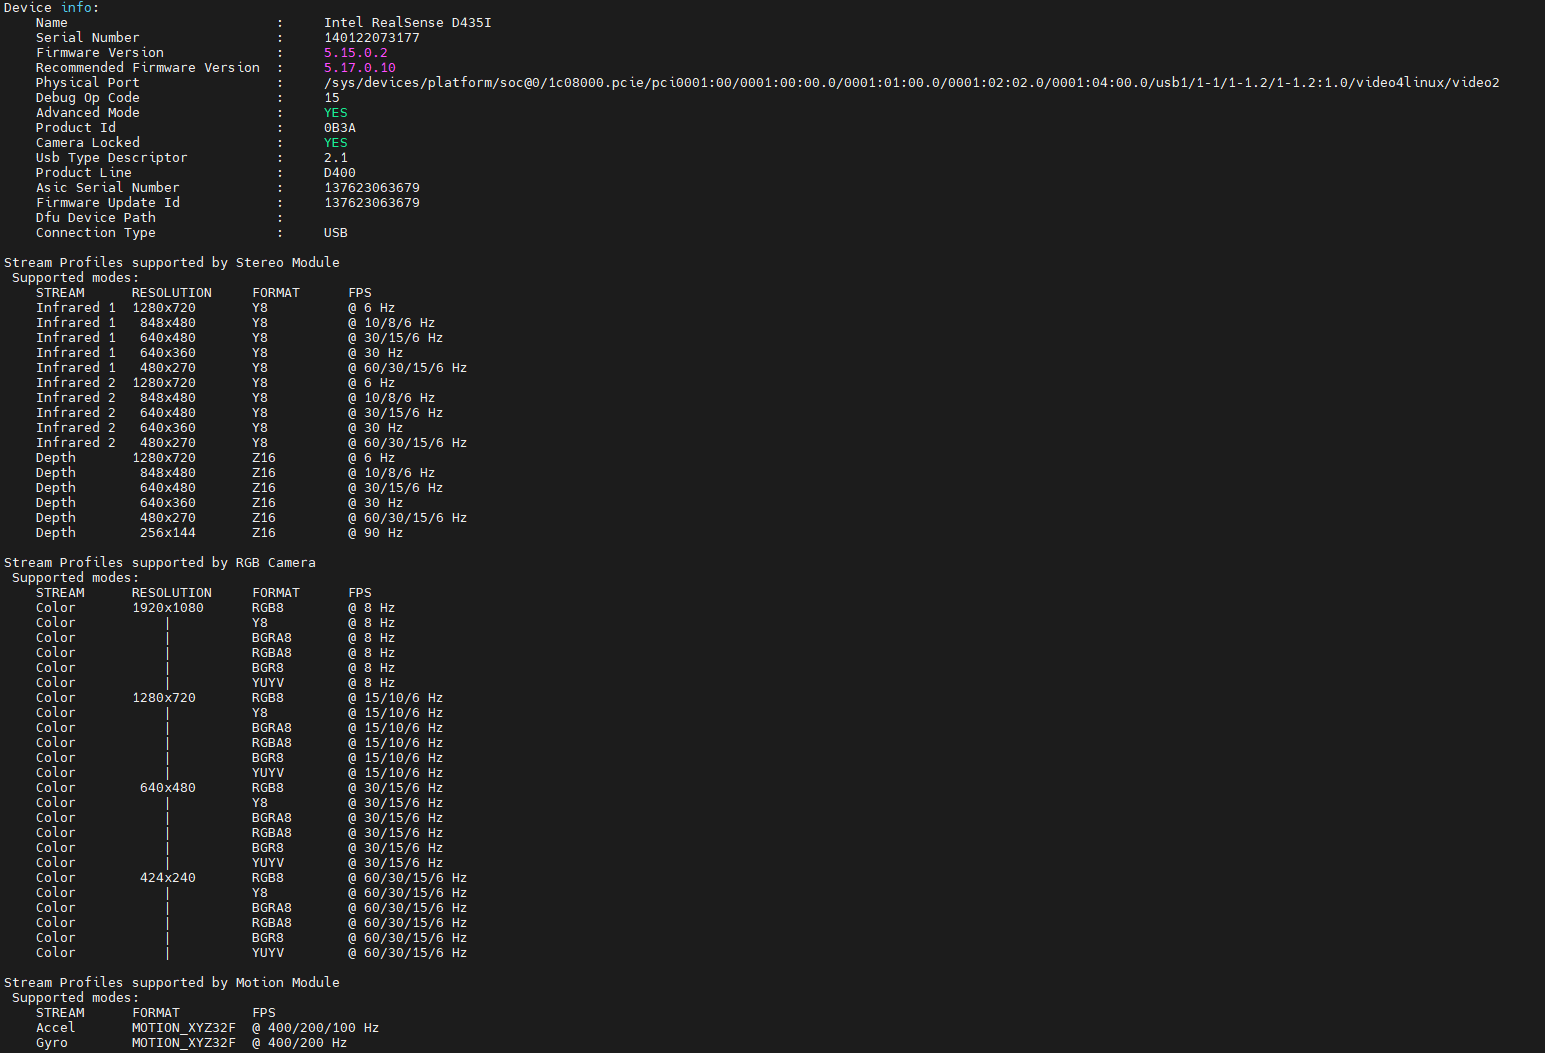 Device info:
    Name                          :     Intel RealSense D435I
    Serial Number                 :     140122073177
    Firmware Version              :     5.15.0.2
    Recommended Firmware Version  :     5.17.0.10
    Physical Port                 :     /sys/devices/platform/soc@0/1c08000.pcie/pci0001:00/0001:00:00.0/0001:01:00.0/0001:02:02.0/0001:04:00.0/usb1/1-1/1-1.2/1-1.2:1.0/video4linux/video2
    Debug Op Code                 :     15
    Advanced Mode                 :     YES
    Product Id                    :     0B3A
    Camera Locked                 :     YES
    Usb Type Descriptor           :     2.1
    Product Line                  :     D400
    Asic Serial Number            :     137623063679
    Firmware Update Id            :     137623063679
    Dfu Device Path               :
    Connection Type               :     USB

Stream Profiles supported by Stereo Module
 Supported modes:
    STREAM      RESOLUTION     FORMAT      FPS
    Infrared 1  1280x720       Y8          @ 6 Hz
    Infrared 1   848x480       Y8          @ 10/8/6 Hz
    Infrared 1   640x480       Y8          @ 30/15/6 Hz
    Infrared 1   640x360       Y8          @ 30 Hz
    Infrared 1   480x270       Y8          @ 60/30/15/6 Hz
    Infrared 2  1280x720       Y8          @ 6 Hz
    Infrared 2   848x480       Y8          @ 10/8/6 Hz
    Infrared 2   640x480       Y8          @ 30/15/6 Hz
    Infrared 2   640x360       Y8          @ 30 Hz
    Infrared 2   480x270       Y8          @ 60/30/15/6 Hz
    Depth       1280x720       Z16         @ 6 Hz
    Depth        848x480       Z16         @ 10/8/6 Hz
    Depth        640x480       Z16         @ 30/15/6 Hz
    Depth        640x360       Z16         @ 30 Hz
    Depth        480x270       Z16         @ 60/30/15/6 Hz
    Depth        256x144       Z16         @ 90 Hz

Stream Profiles supported by RGB Camera
 Supported modes:
    STREAM      RESOLUTION     FORMAT      FPS
    Color       1920x1080      RGB8        @ 8 Hz
    Color           |          Y8          @ 8 Hz
    Color           |          BGRA8       @ 8 Hz
    Color           |          RGBA8       @ 8 Hz
    Color           |          BGR8        @ 8 Hz
    Color           |          YUYV        @ 8 Hz
    Color       1280x720       RGB8        @ 15/10/6 Hz
    Color           |          Y8          @ 15/10/6 Hz
    Color           |          BGRA8       @ 15/10/6 Hz
    Color           |          RGBA8       @ 15/10/6 Hz
    Color           |          BGR8        @ 15/10/6 Hz
    Color           |          YUYV        @ 15/10/6 Hz
    Color        640x480       RGB8        @ 30/15/6 Hz
    Color           |          Y8          @ 30/15/6 Hz
    Color           |          BGRA8       @ 30/15/6 Hz
    Color           |          RGBA8       @ 30/15/6 Hz
    Color           |          BGR8        @ 30/15/6 Hz
    Color           |          YUYV        @ 30/15/6 Hz
    Color        424x240       RGB8        @ 60/30/15/6 Hz
    Color           |          Y8          @ 60/30/15/6 Hz
    Color           |          BGRA8       @ 60/30/15/6 Hz
    Color           |          RGBA8       @ 60/30/15/6 Hz
    Color           |          BGR8        @ 60/30/15/6 Hz
    Color           |          YUYV        @ 60/30/15/6 Hz

Stream Profiles supported by Motion Module
 Supported modes:
    STREAM      FORMAT         FPS
    Accel       MOTION_XYZ32F  @ 400/200/100 Hz
    Gyro        MOTION_XYZ32F  @ 400/200 Hz